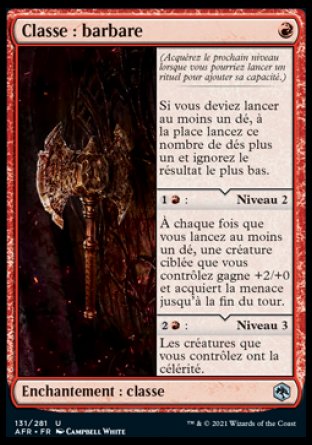 Classe : barbare
(Acquérez le prochain niveau
lorsque vous pourriez lancer un
rituel pour ajouter sa capacité.)
Si vous deviez lancer
au moins un dé, à
la place lancez ce
nombre de dés plus
un et ignorez le
résultat le plus bas.
1 : Niveau 2
À chaque fois que
vous lancez au moins
un dé, une créature
ciblée que vous
contrôlez gagne +2/+0
et acquiert la menace
jusqu'à la fin du tour.
2 : Niveau 3
Les créatures que
vous contrôlez ont la
célérité.
Enchantement : classe
131/281 U
AFR • FR CAMPBELL WHITE
™ & © 2021 Wizards of the Coast